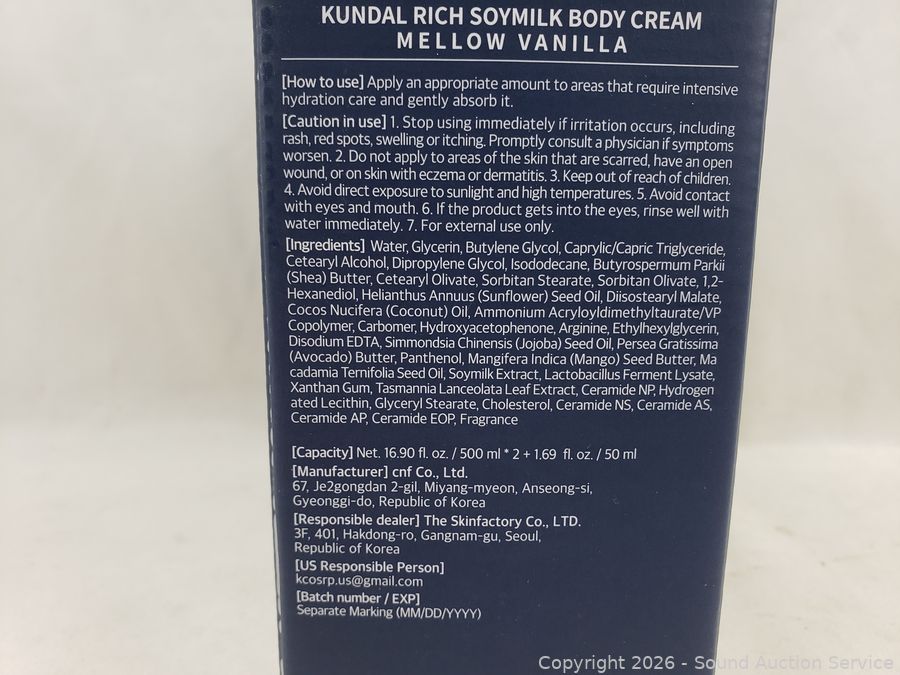 KUNDAL RICH SOYMILK BODY CREAM
MELLOW VANILLA
[How to use] Apply an appropriate amount to areas that require intensive
hydration care and gently absorb it.
[Caution in use] 1. Stop using immediately if irritation occurs, including
rash, red spots, swelling or itching. Promptly consult a physician if symptoms
worsen. 2. Do not apply to areas of the skin that are scarred, have an open
wound, or on skin with eczema or dermatitis. 3. Keep out of reach of children.
4. Avoid direct exposure to sunlight and high temperatures. 5. Avoid contact
with eyes and mouth. 6. If the product gets into the eyes, rinse well with
water immediately. 7. For external use only.
[Ingredients] Water, Glycerin, Butylene Glycol, Caprylic/Capric Triglyceride,
Cetearyl Alcohol, Dipropylene Glycol, Isododecane, Butyrospermum Parkii
(Shea) Butter, Cetearyl Olivate, Sorbitan Stearate, Sorbitan Olivate, 1,2-
Hexanediol, Helianthus Annuus (Sunflower) Seed Oil, Diisostearyl Malate,
Cocos Nucifera (Coconut) Oil, Ammonium Acryloyldimethyltaurate/VP
Copolymer, Carbomer, Hydroxyacetophenone, Arginine, Ethylhexylglycerin,
Disodium EDTA, Simmondsia Chinensis (Jojoba) Seed Oil, Persea Gratissima
(Avocado) Butter, Panthenol, Mangifera Indica (Mango) Seed Butter, Ma
cadamia Ternifolia Seed Oil, Soymilk Extract, Lactobacillus Ferment Lysate,
Xanthan Gum, Tasmannia Lanceolata Leaf Extract, Ceramide NP, Hydrogen
ated Lecithin, Glyceryl Stearate, Cholesterol, Ceramide NS, Ceramide AS,
Ceramide AP, Ceramide EOP, Fragrance
[Capacity] Net. 16.90 fl. oz. / 500 ml * 2 + 1.69 fl. oz. / 50 ml
[Manufacturer] cnf Co., Ltd.
67, Je2gongdan 2-gil, Miyang-myeon, Anseong-si,
Gyeonggi-do, Republic of Korea
[Responsible dealer] The Skinfactory Co., LTD.
3F, 401, Hakdong-ro, Gangnam-gu, Seoul,
Republic of Korea
[US Responsible Person]
kcosrp.us@gmail.com
[Batch number / EXP]
Separate Marking (MM/DD/YYYY)
Copyright 2026 - Sound Auction Service